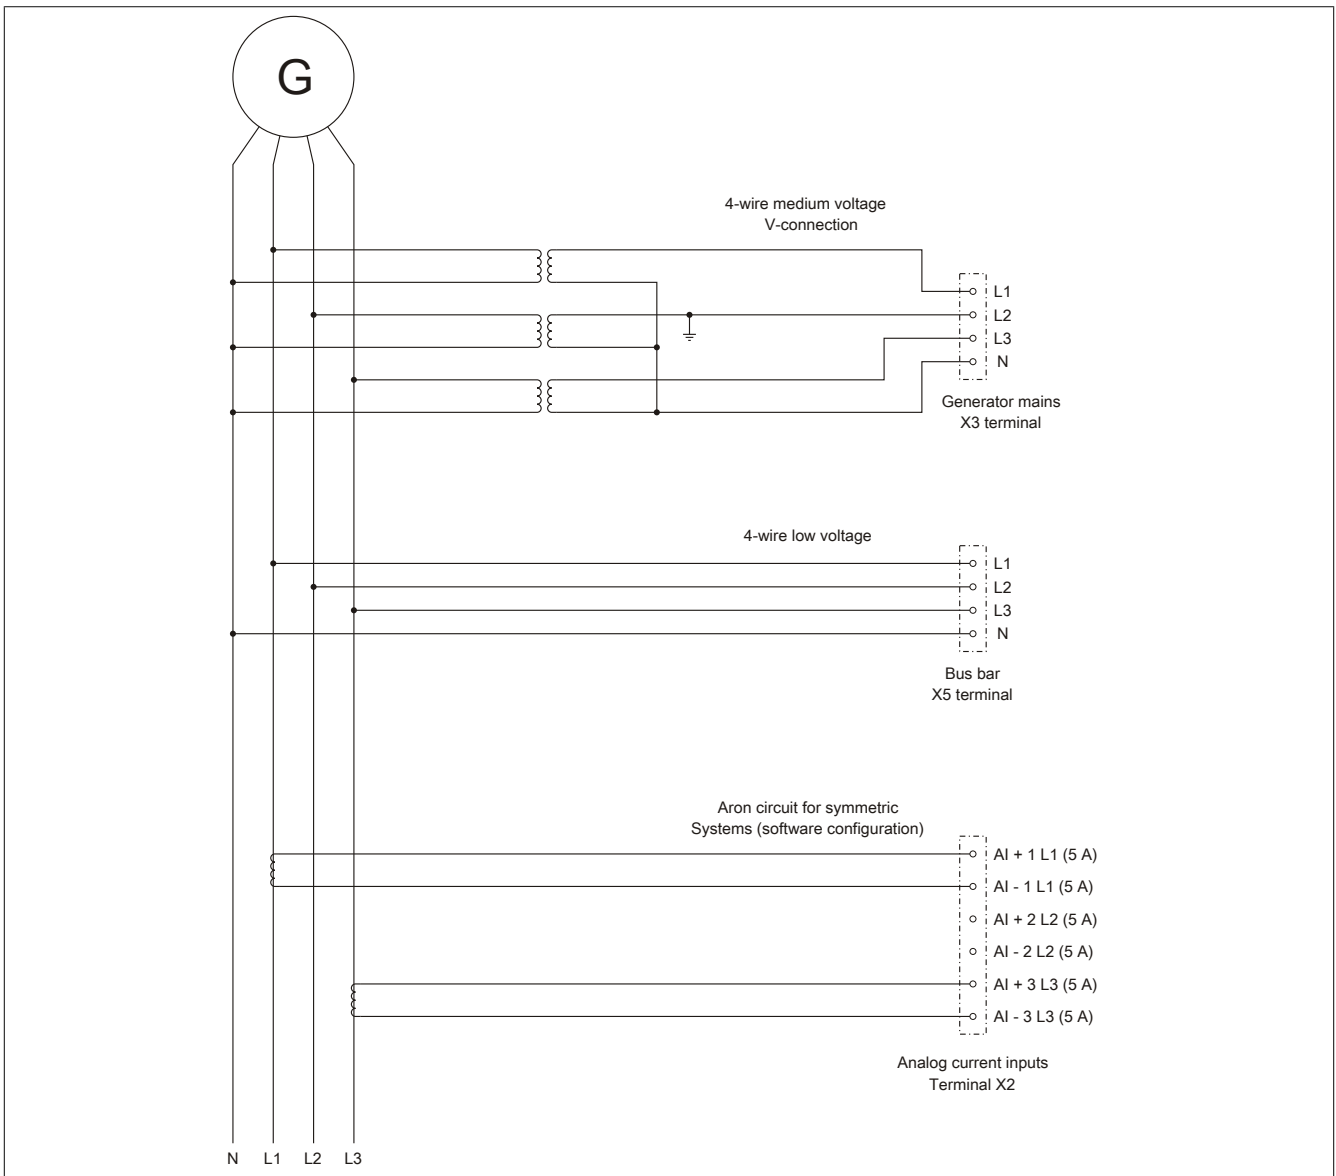 G
4-wire medium voltage
V-connection
L1
L2
L3
N
Generator mains
X3 terminal
4-wire low voltage
L1
L2
L3
N
Bus bar
X5 terminal
Aron circuit for symmetric
Systems (software configuration)
AI + 1 L1 (5 A)
AI - 1 L1 (5 A)
AI + 2 L2 (5 A)
AI - 2 L2 (5 A)
AI + 3 L3 (5 A)
AI - 3 L3 (5 A)
Analog current inputs
Terminal X2
N L1 L2 L3